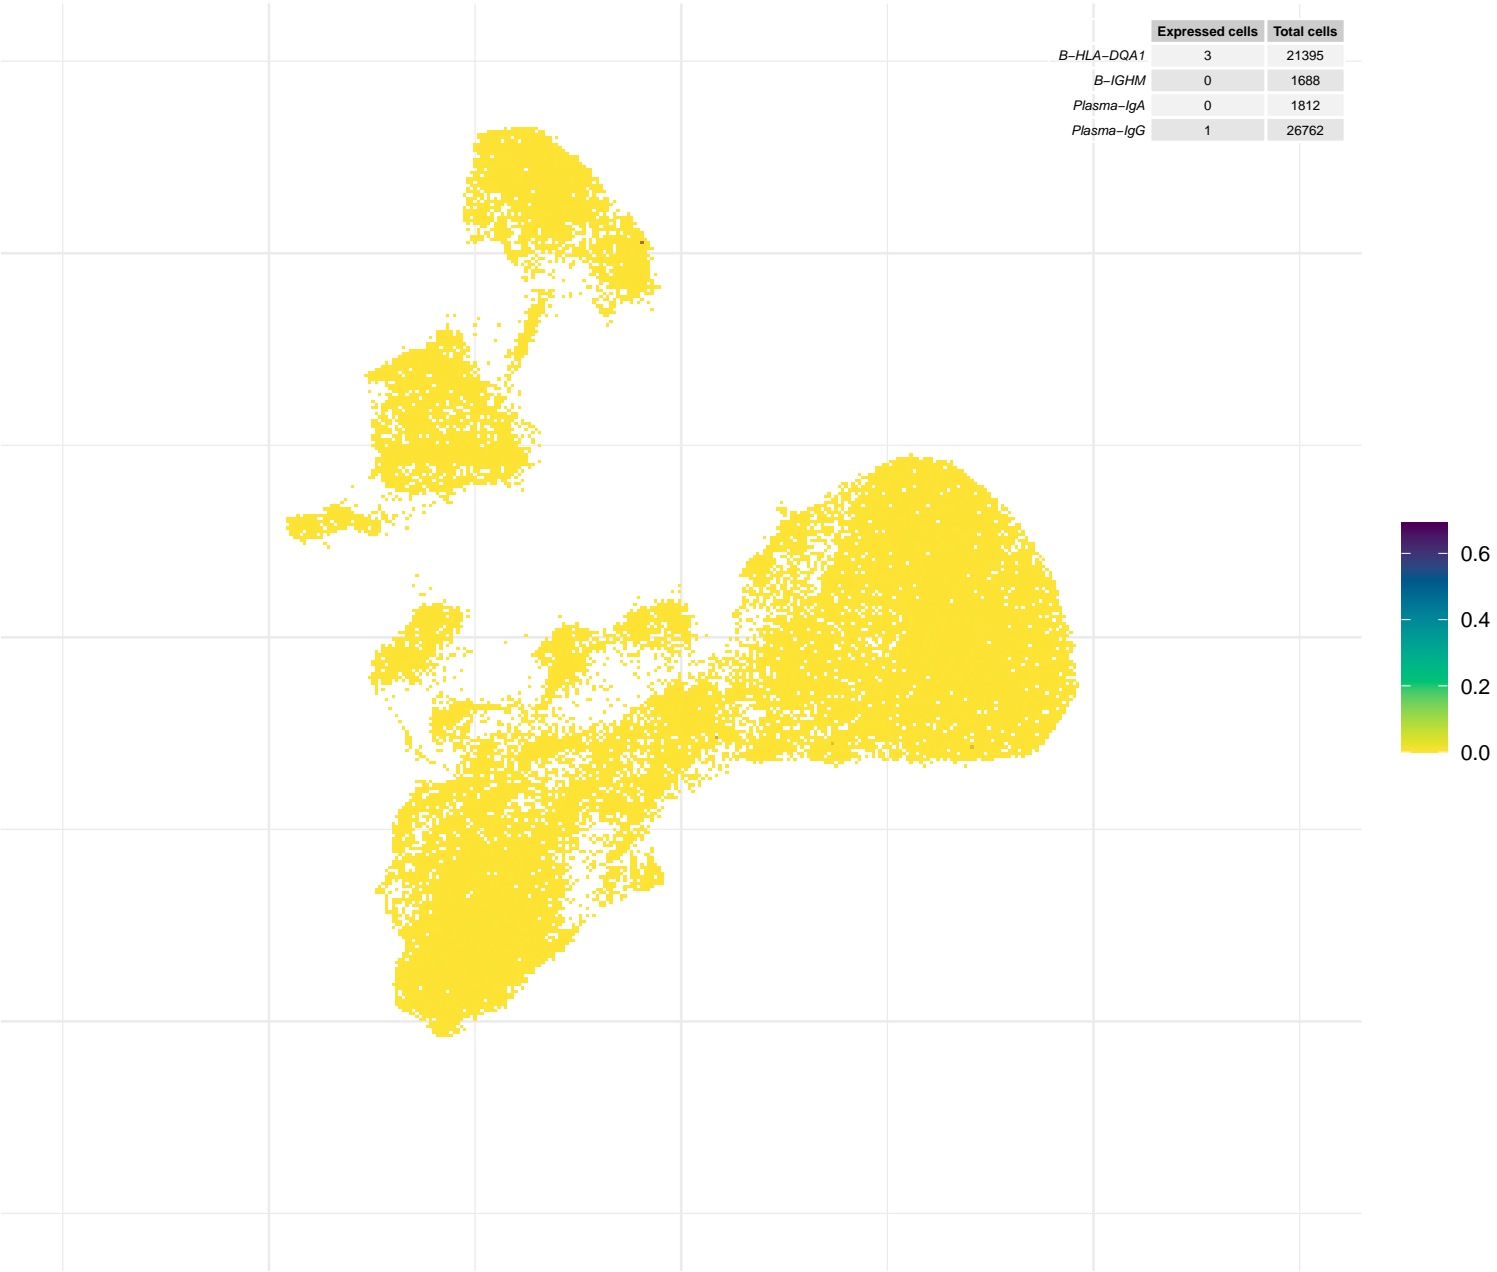 Expressed cells Total cells
B−HLA−DQA1 3 21395
B−IGHM 0 1688
Plasma−IgA 0 1812
Plasma−IgG 1 26762
0.6
0.4
0.2
0.0